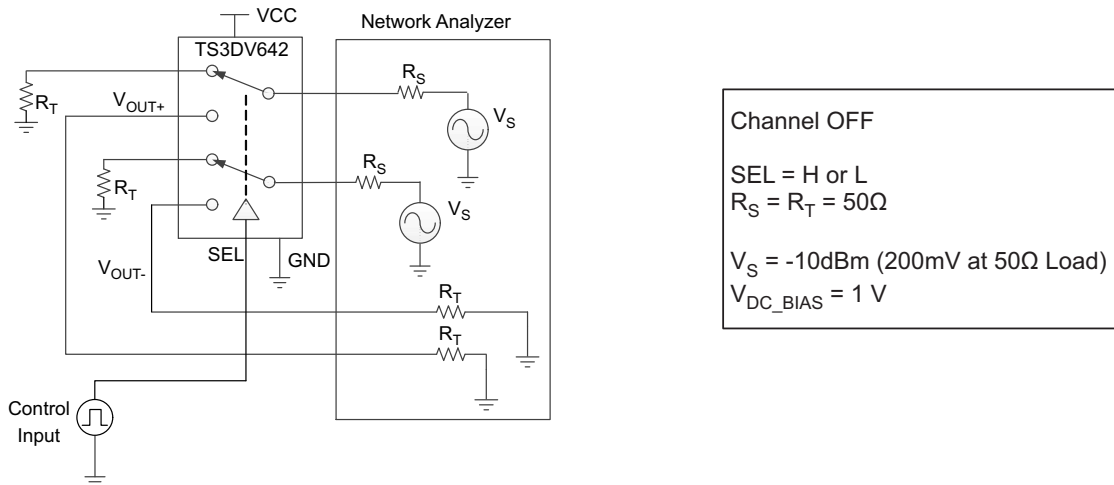 VCC
Network Analyzer
TS3DV642
R_S
R_T
V_OUT+
V_S
R_S
R_T
V_S
SEL
GND
V_OUT-
R_T
R_T
Control
Input
Channel OFF
SEL = H or L
R_S = R_T = 50Ω
V_S = -10dBm (200mV at 50Ω Load)
V_DC_BIAS = 1 V